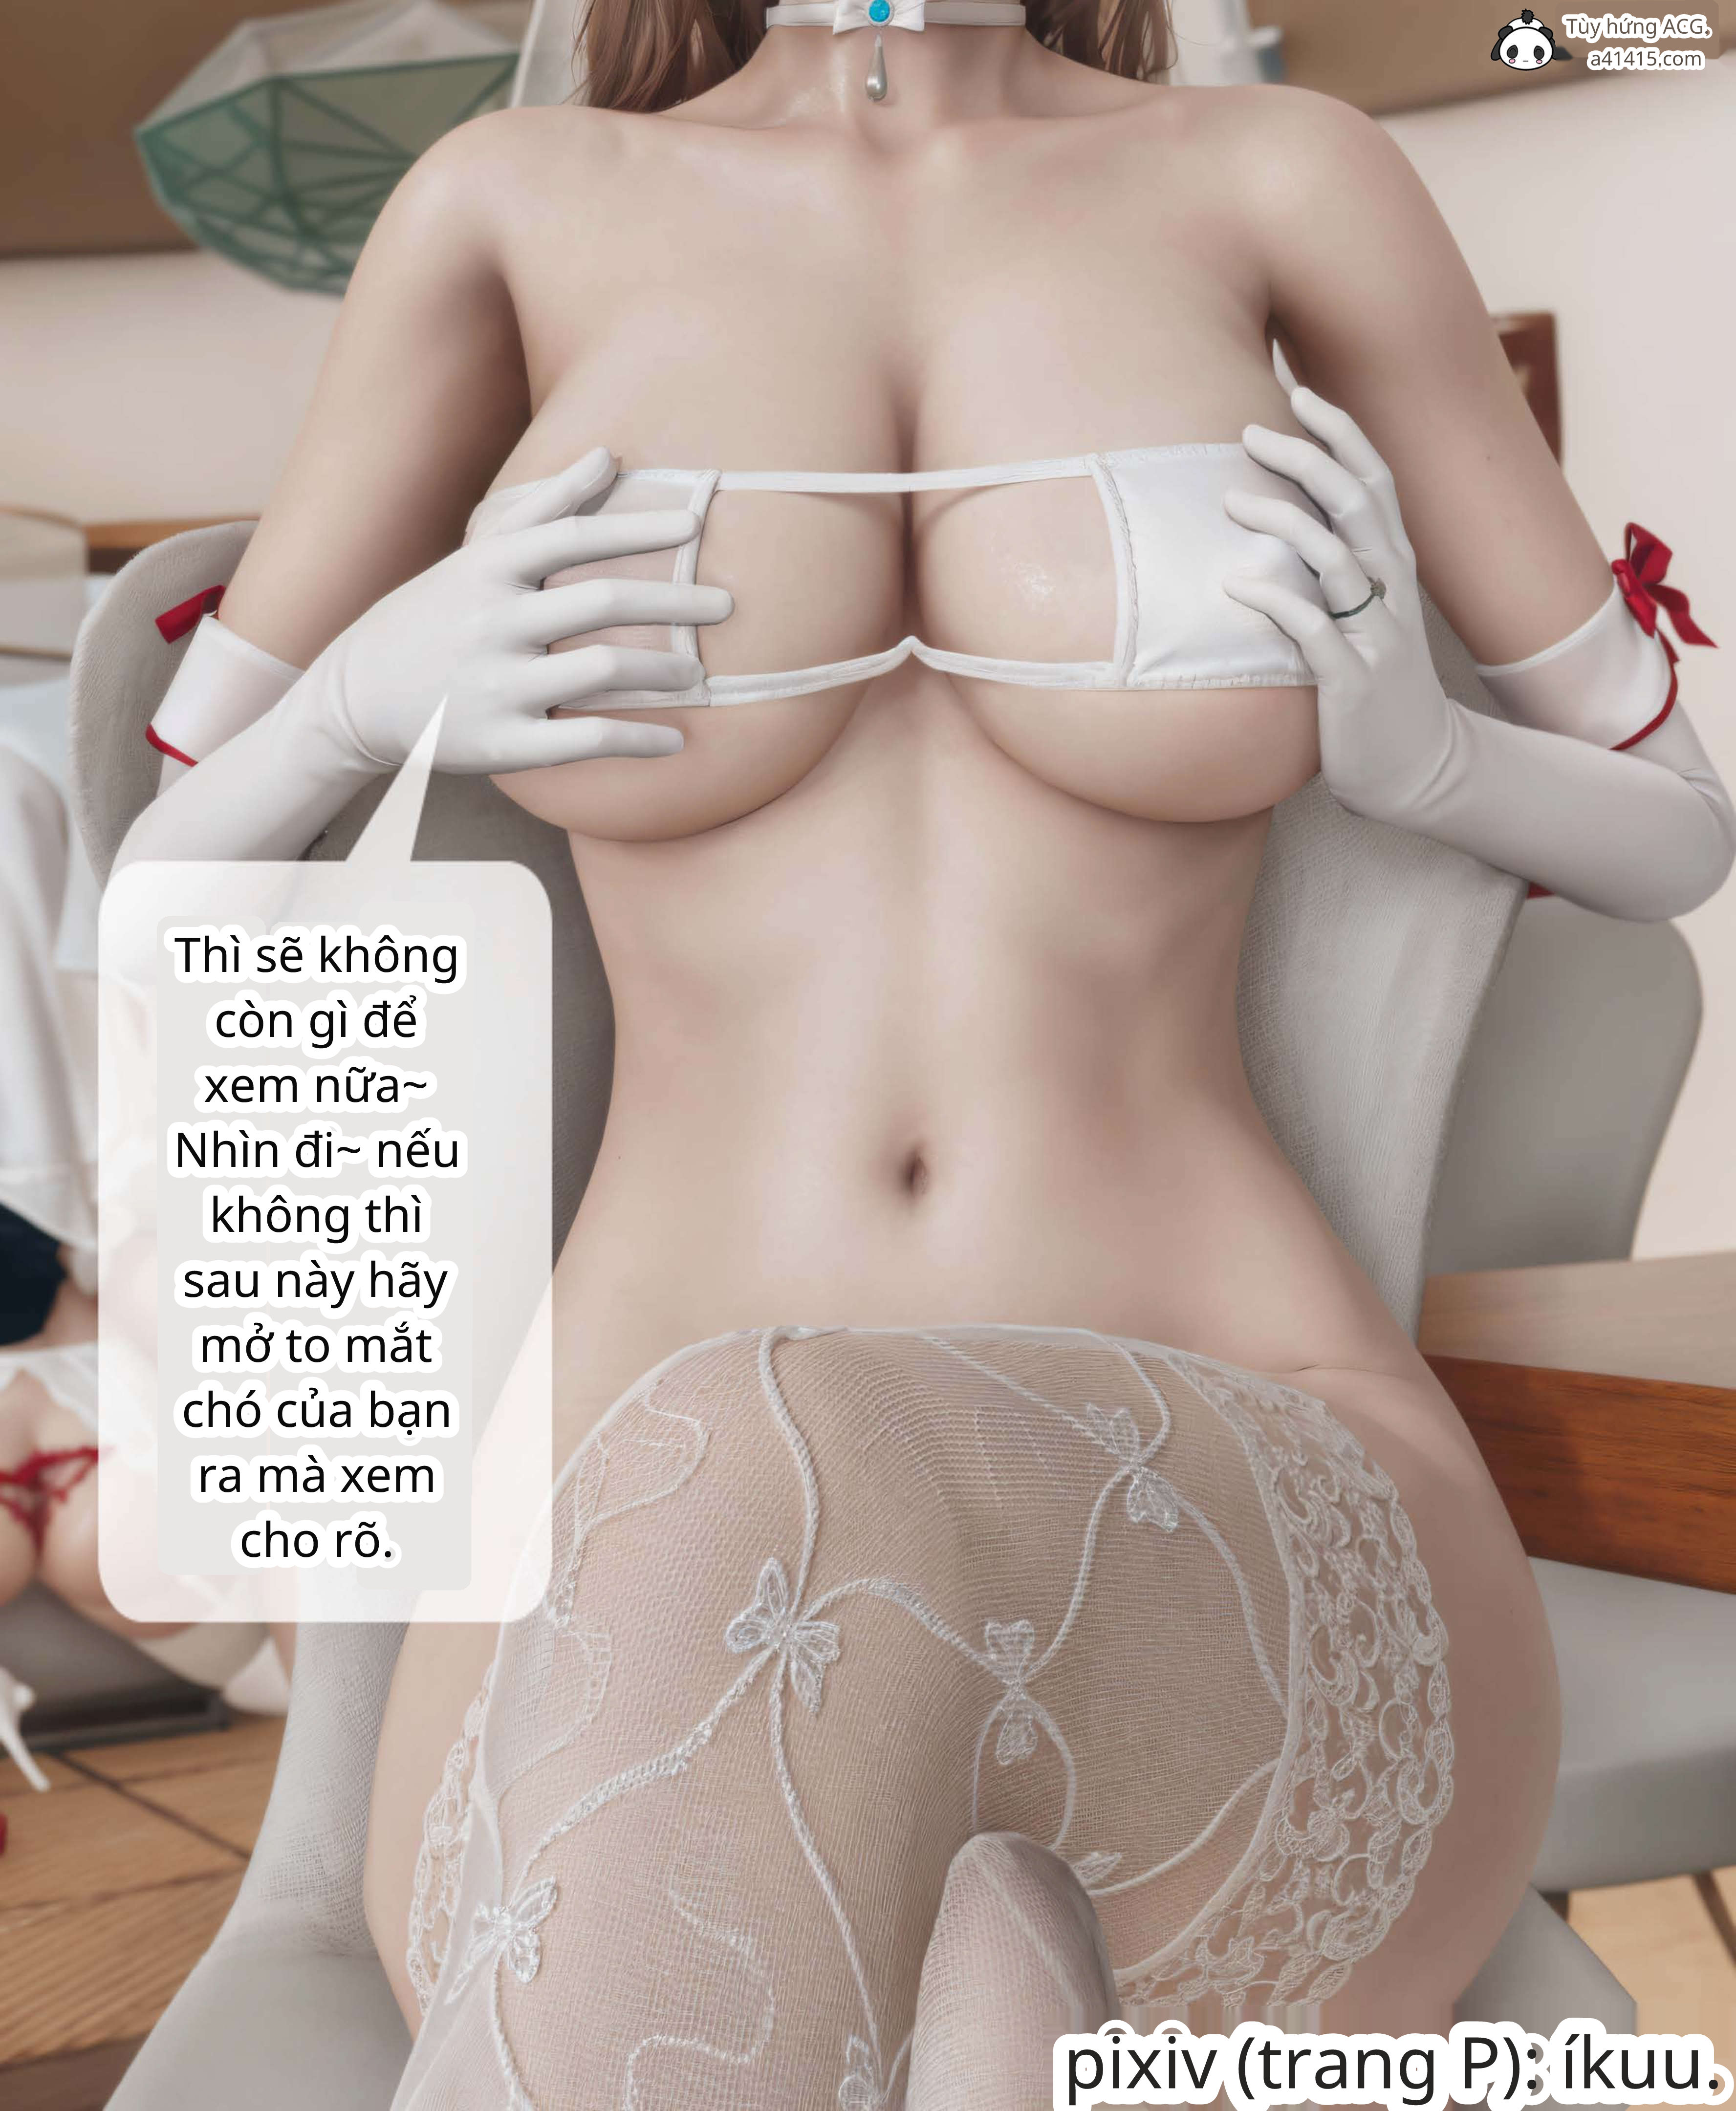 Tùy hứng ACG.
a41415.com
Thì sẽ không
còn gì để
xem nữa~
Nhìn đi~ nếu
không thì
sau này hãy
mở to mắt
chó của bạn
ra mà xem
cho rõ.
pixiv (trang P): íkuu.